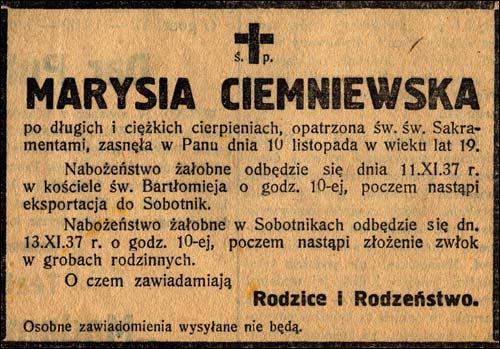 ś. p.
MARYSIA CIEMNIEWSKA
po długich i ciężkich cierpieniach, opatrzona św. św. Sakra-
mentami, zasnęła w Panu dnia 10 listopada w wieku lat 19.
Nabożeństwo żałobne odbędzie się dnia 11.XI.37 r.
w kościele św. Bartłomieja o godz. 10-ej, poczem nastąpi
eksportacja do Sobotnik.
Nabożeństwo żałobne w Sobotnikach odbędzie się dn.
13.XI.37 r. o godz. 10-ej, poczem nastąpi złożenie zwłok
w grobach rodzinnych.
O czem zawiadamiają
Rodzice i Rodzeństwo.
Osobne zawiadomienia wysyłane nie będą.